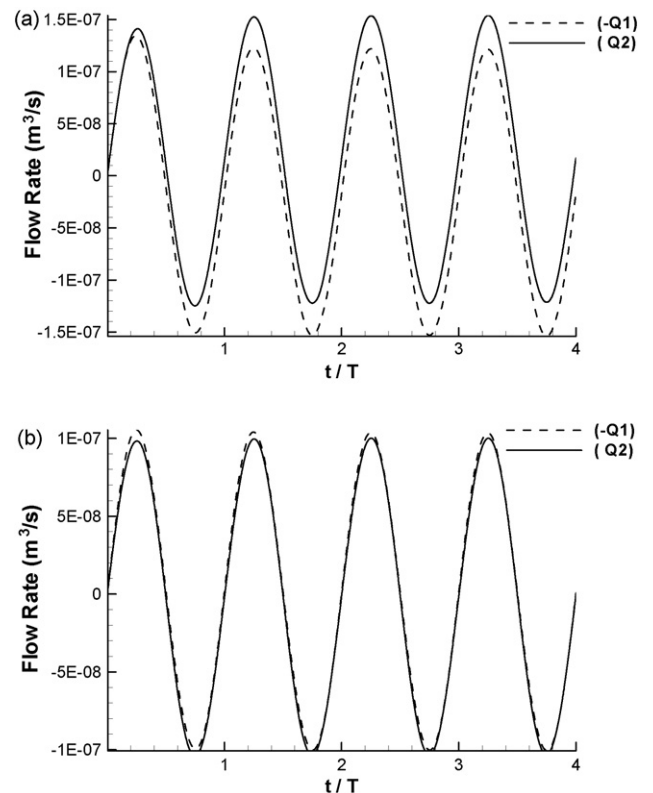 (a)
1.5E-07
1E-07
5E-08
0
-5E-08
-1E-07
-1.5E-07
Flow Rate (m³/s)
(-Q1)
( Q2)
1
2
3
4
t / T
(b)
1E-07
5E-08
0
-5E-08
-1E-07
Flow Rate (m³/s)
(-Q1)
( Q2)
1
2
3
4
t / T